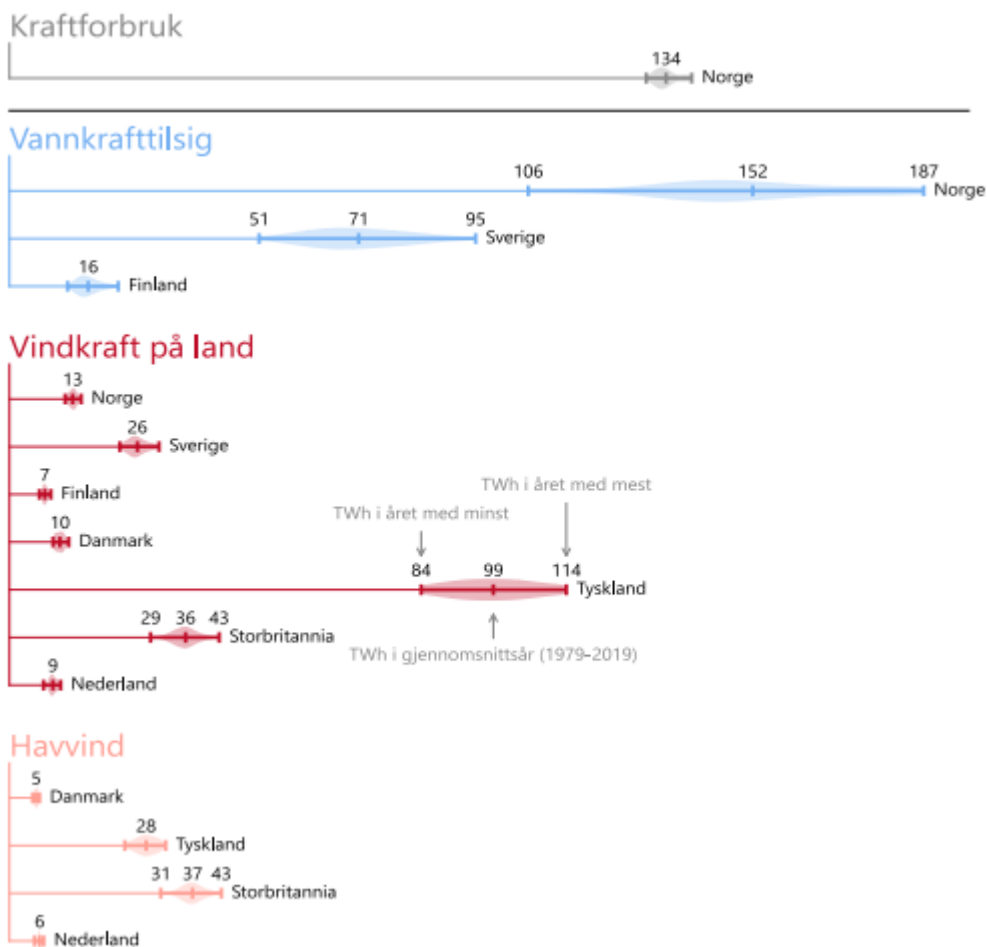 Kraftforbruk
134
Norge
Vannkrafttilsig
106 152 187
Norge
51 71 95
Sverige
16
Finland
Vindkraft på land
13
Norge
26
Sverige
7
Finland
TWh i året med mest
TWh i året med minst
10
Danmark
84 99 114
Tyskland
29 36 43
Storbritannia
TWh i gjennomsnittsår (1979–2019)
9
Nederland
Havvind
5
Danmark
28
Tyskland
31 37 43
Storbritannia
6
Nederland